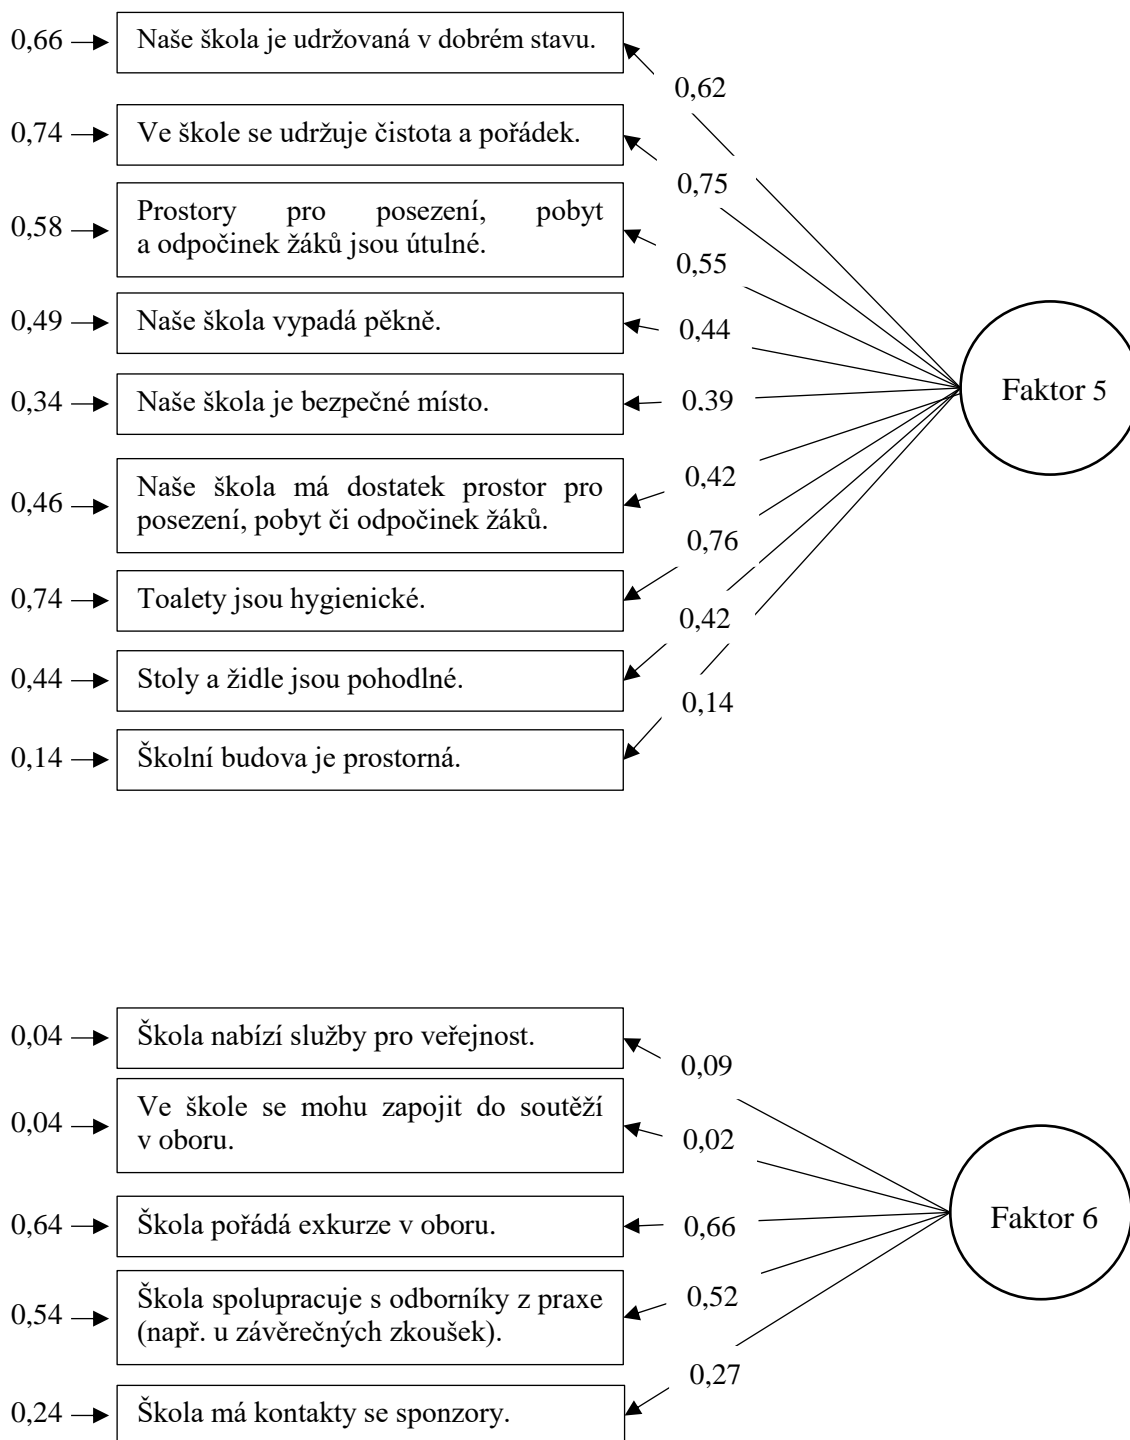 0,66 Naše škola je udržovaná v dobrém stavu.
0,62
0,74 Ve škole se udržuje čistota a pořádek.
0,75
0,58 Prostory pro posezení, pobyt
a odpočinek žáků jsou útulné.
0,55
0,49 Naše škola vypadá pěkně.
0,44
0,34 Naše škola je bezpečné místo.
0,39
Faktor 5
0,46 Naše škola má dostatek prostor pro
posezení, pobyt či odpočinek žáků.
0,42
0,76
0,74 Toalety jsou hygienické.
0,42
0,44 Stoly a židle jsou pohodlné.
0,14
0,14 Školní budova je prostorná.
0,04 Škola nabízí služby pro veřejnost.
0,09
0,04 Ve škole se mohu zapojit do soutěží
v oboru.
0,02
0,64 Škola pořádá exkurze v oboru.
0,66
Faktor 6
0,54 Škola spolupracuje s odborníky z praxe
(např. u závěrečných zkoušek).
0,52
0,27
0,24 Škola má kontakty se sponzory.